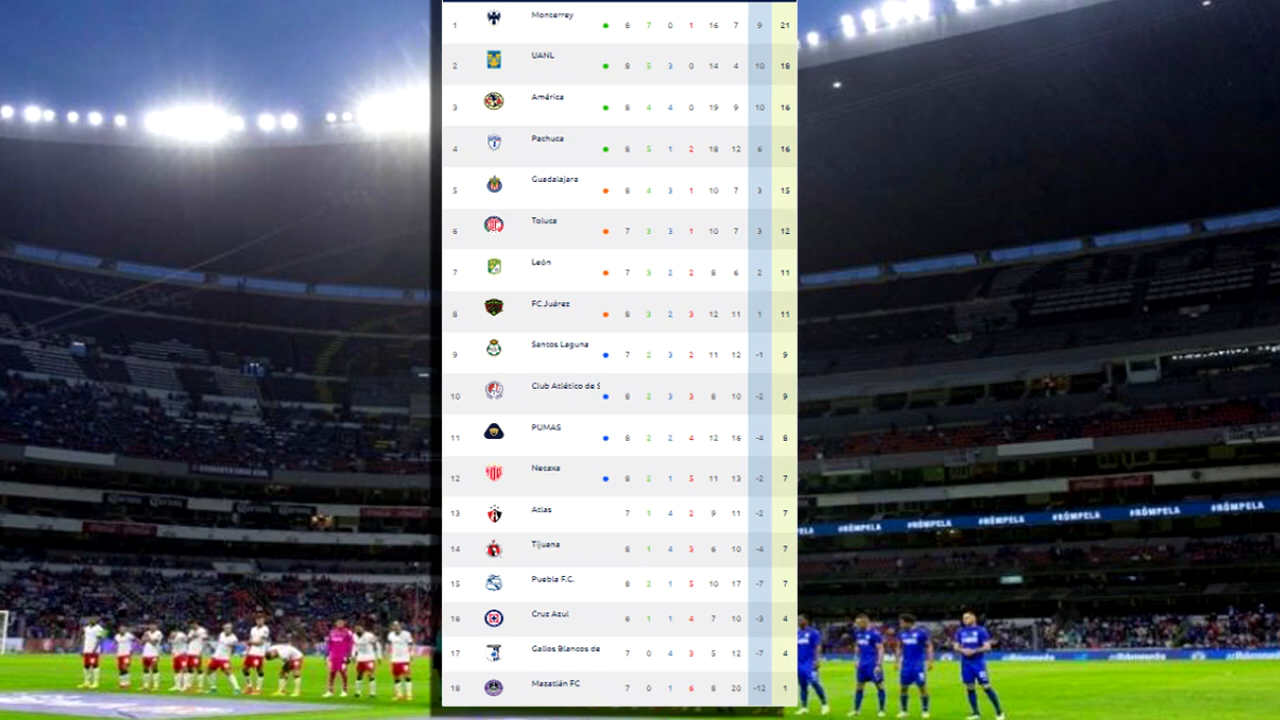 1 Monterrey 8 7 0 1 16 7 9 21
2 UANL 8 5 3 0 14 4 10 18
3 América 8 4 4 0 19 9 10 16
4 Pachuca 8 5 1 2 18 12 6 16
5 Guadalajara 8 4 3 1 10 7 3 15
6 Toluca 7 3 3 1 10 7 3 12
7 León 7 3 2 2 8 6 2 11
8 FC Juárez 8 3 2 3 12 11 1 11
9 Santos Laguna 7 2 3 2 11 12 -1 9
10 Club Atlético de S 8 2 3 3 8 10 -2 9
11 PUMAS 8 2 2 4 12 16 -4 8
12 Necaxa 8 2 1 5 11 13 -2 7
13 Atlas 7 1 4 2 9 11 -2 7
14 Tijuana 8 1 4 3 6 10 -4 7
15 Puebla F.C. 8 2 1 5 10 17 -7 7
16 Cruz Azul 6 1 1 4 7 10 -3 4
17 Gallos Blancos de 7 0 4 3 5 12 -7 4
18 Mazatlán FC 7 0 1 6 8 20 -12 1
#RÓMPELA #RÓMPELA #RÓMPELA #RÓMPELA #RÓMPELA